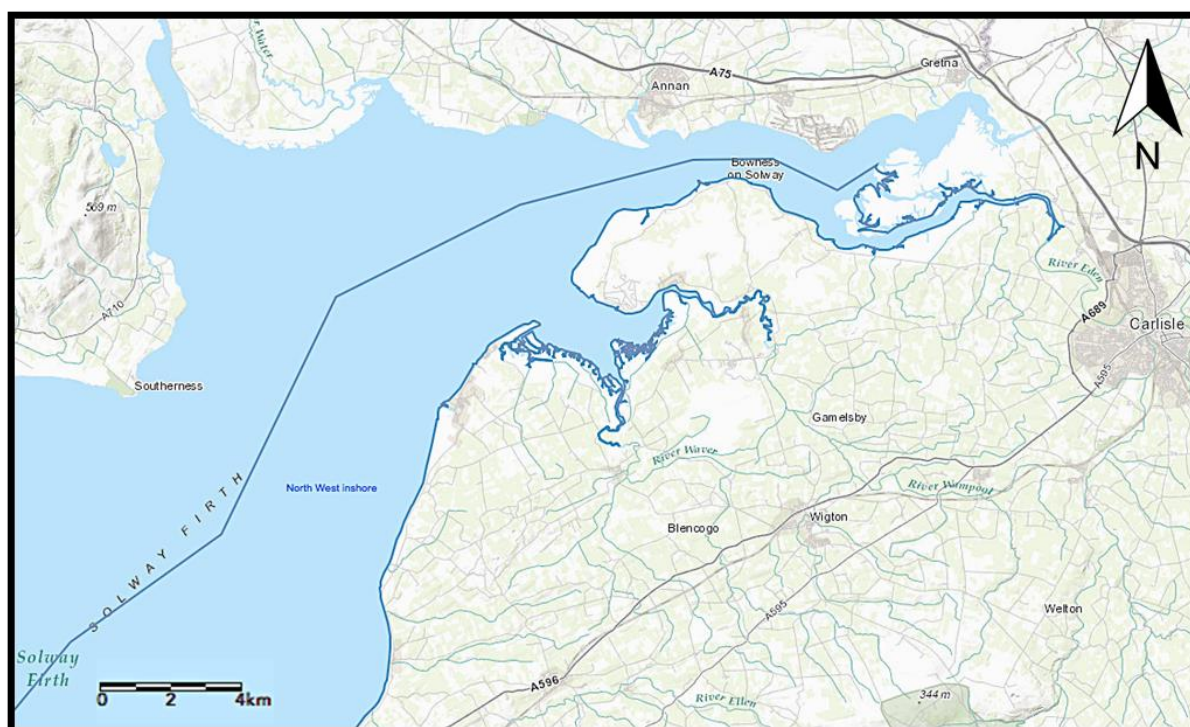 Water
Annan
A75
Gretna
N
569 m
Bowness
on Solway
River Eden
A710
A689
Carlisle
Southerness
A595
Gamelsby
River Waver
North West inshore
River Wampool
SOLWAY FIRTH
Blencogo
Wigton
A595
Welton
Solway
Firth
0 2 4km
A596
River Ellen
344 m